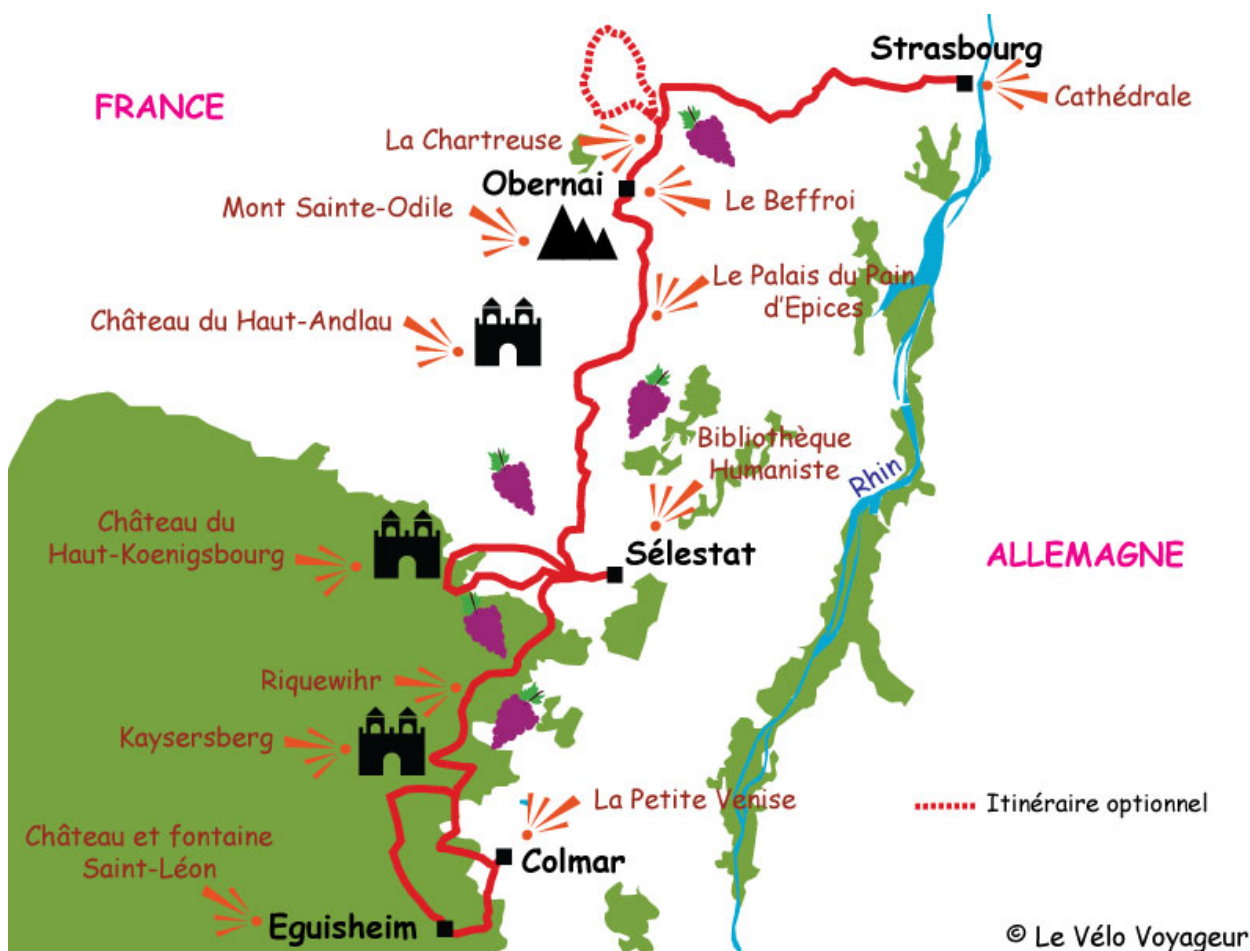 Strasbourg
FRANCE
Cathédrale
La Chartreuse
Obernai
Le Beffroi
Mont Sainte-Odile
Le Palais du Pain
d'Epices
Château du Haut-Andlau
Bibliothèque
Humaniste
Rhin
Château du
Haut-Koenigsbourg
Sélestat
ALLEMAGNE
Riquewihr
Kaysersberg
La Petite Venise
Itinéraire optionnel
Château et fontaine
Saint-Léon
Colmar
Eguisheim
© Le Vélo Voyageur